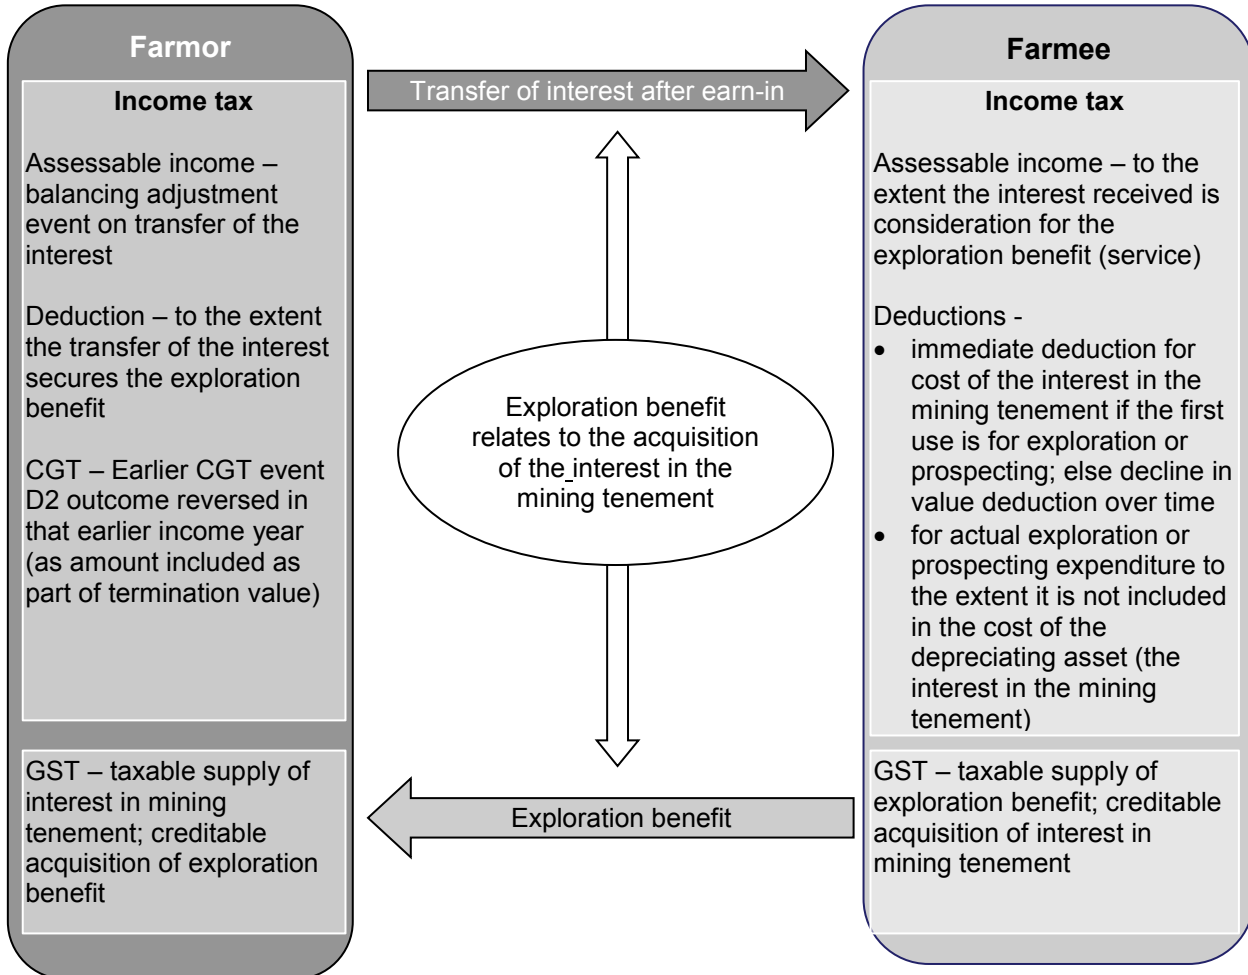 Farmor
Income tax
Assessable income –
balancing adjustment
event on transfer of the
interest
Deduction – to the extent
the transfer of the interest
secures the exploration
benefit
CGT – Earlier CGT event
D2 outcome reversed in
that earlier income year
(as amount included as
part of termination value)
GST – taxable supply of
interest in mining
tenement; creditable
acquisition of exploration
benefit
Transfer of interest after earn-in
Exploration benefit
relates to the acquisition
of the interest in the
mining tenement
Exploration benefit
Farmee
Income tax
Assessable income – to the
extent the interest received is
consideration for the
exploration benefit (service)
Deductions -
• immediate deduction for
cost of the interest in the
mining tenement if the first
use is for exploration or
prospecting; else decline in
value deduction over time
• for actual exploration or
prospecting expenditure to
the extent it is not included
in the cost of the
depreciating asset (the
interest in the mining
tenement)
GST – taxable supply of
exploration benefit; creditable
acquisition of interest in
mining tenement